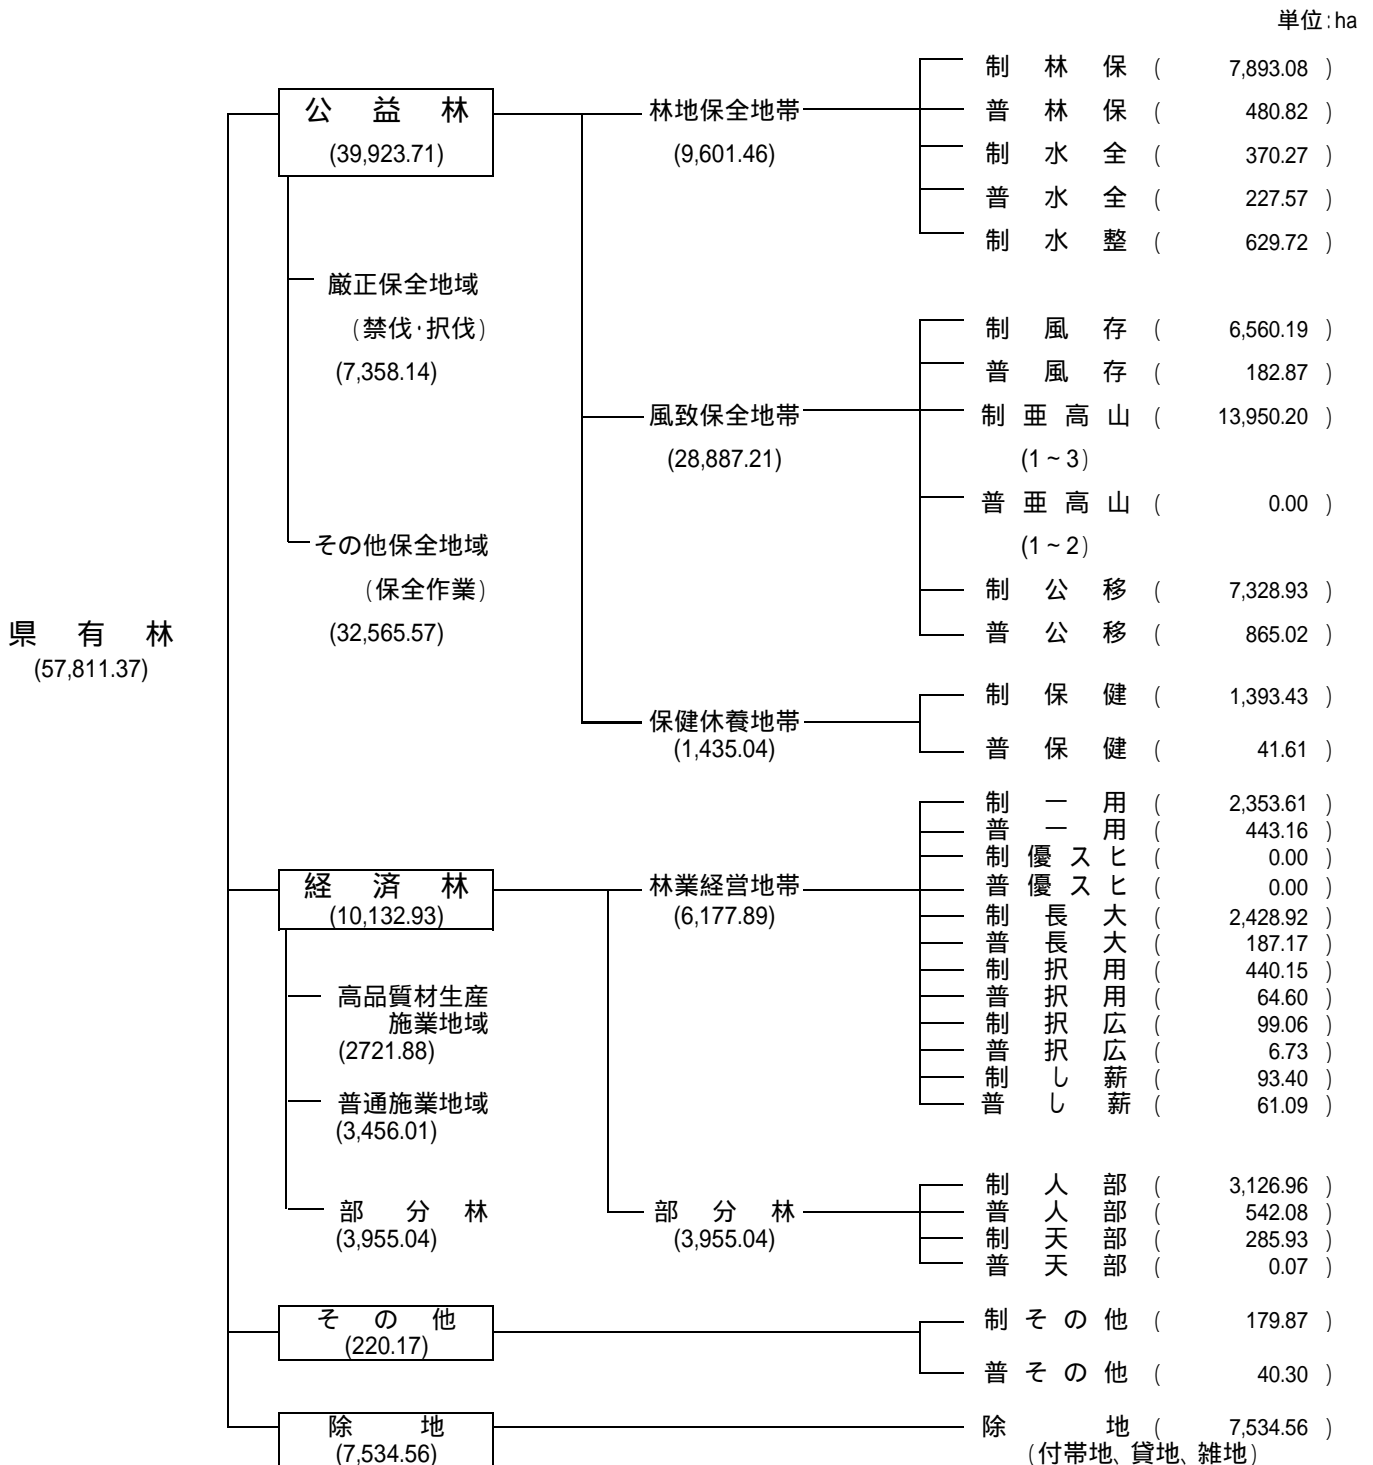 単位:ha
県有林
(57,811.37)
公益林
(39,923.71)
厳正保全地域
(禁伐・択伐)
(7,358.14)
その他保全地域
(保全作業)
(32,565.57)
林地保全地帯
(9,601.46)
制林保 ( 7,893.08 )
普林保 ( 480.82 )
制水全 ( 370.27 )
普水全 ( 227.57 )
制水整 ( 629.72 )
風致保全地帯
(28,887.21)
制風存 ( 6,560.19 )
普風存 ( 182.87 )
制亜高山 ( 13,950.20 )
(1~3)
普亜高山 ( 0.00 )
(1~2)
制公移 ( 7,328.93 )
普公移 ( 865.02 )
保健休養地帯
(1,435.04)
制保健 ( 1,393.43 )
普保健 ( 41.61 )
経済林
(10,132.93)
高品質材生産
施業地域
(2721.88)
普通施業地域
(3,456.01)
部分林
(3,955.04)
林業経営地帯
(6,177.89)
制一用 ( 2,353.61 )
普一用 ( 443.16 )
制優スヒ ( 0.00 )
普優スヒ ( 0.00 )
制長大 ( 2,428.92 )
普長大 ( 187.17 )
制択用 ( 440.15 )
普択用 ( 64.60 )
制択広 ( 99.06 )
普択広 ( 6.73 )
制し薪 ( 93.40 )
普し薪 ( 61.09 )
部分林
(3,955.04)
制人部 ( 3,126.96 )
普人部 ( 542.08 )
制天部 ( 285.93 )
普天部 ( 0.07 )
その他
(220.17)
制その他 ( 179.87 )
普その他 ( 40.30 )
除地
(7,534.56)
除地 ( 7,534.56 )
(付帯地、貸地、雑地)